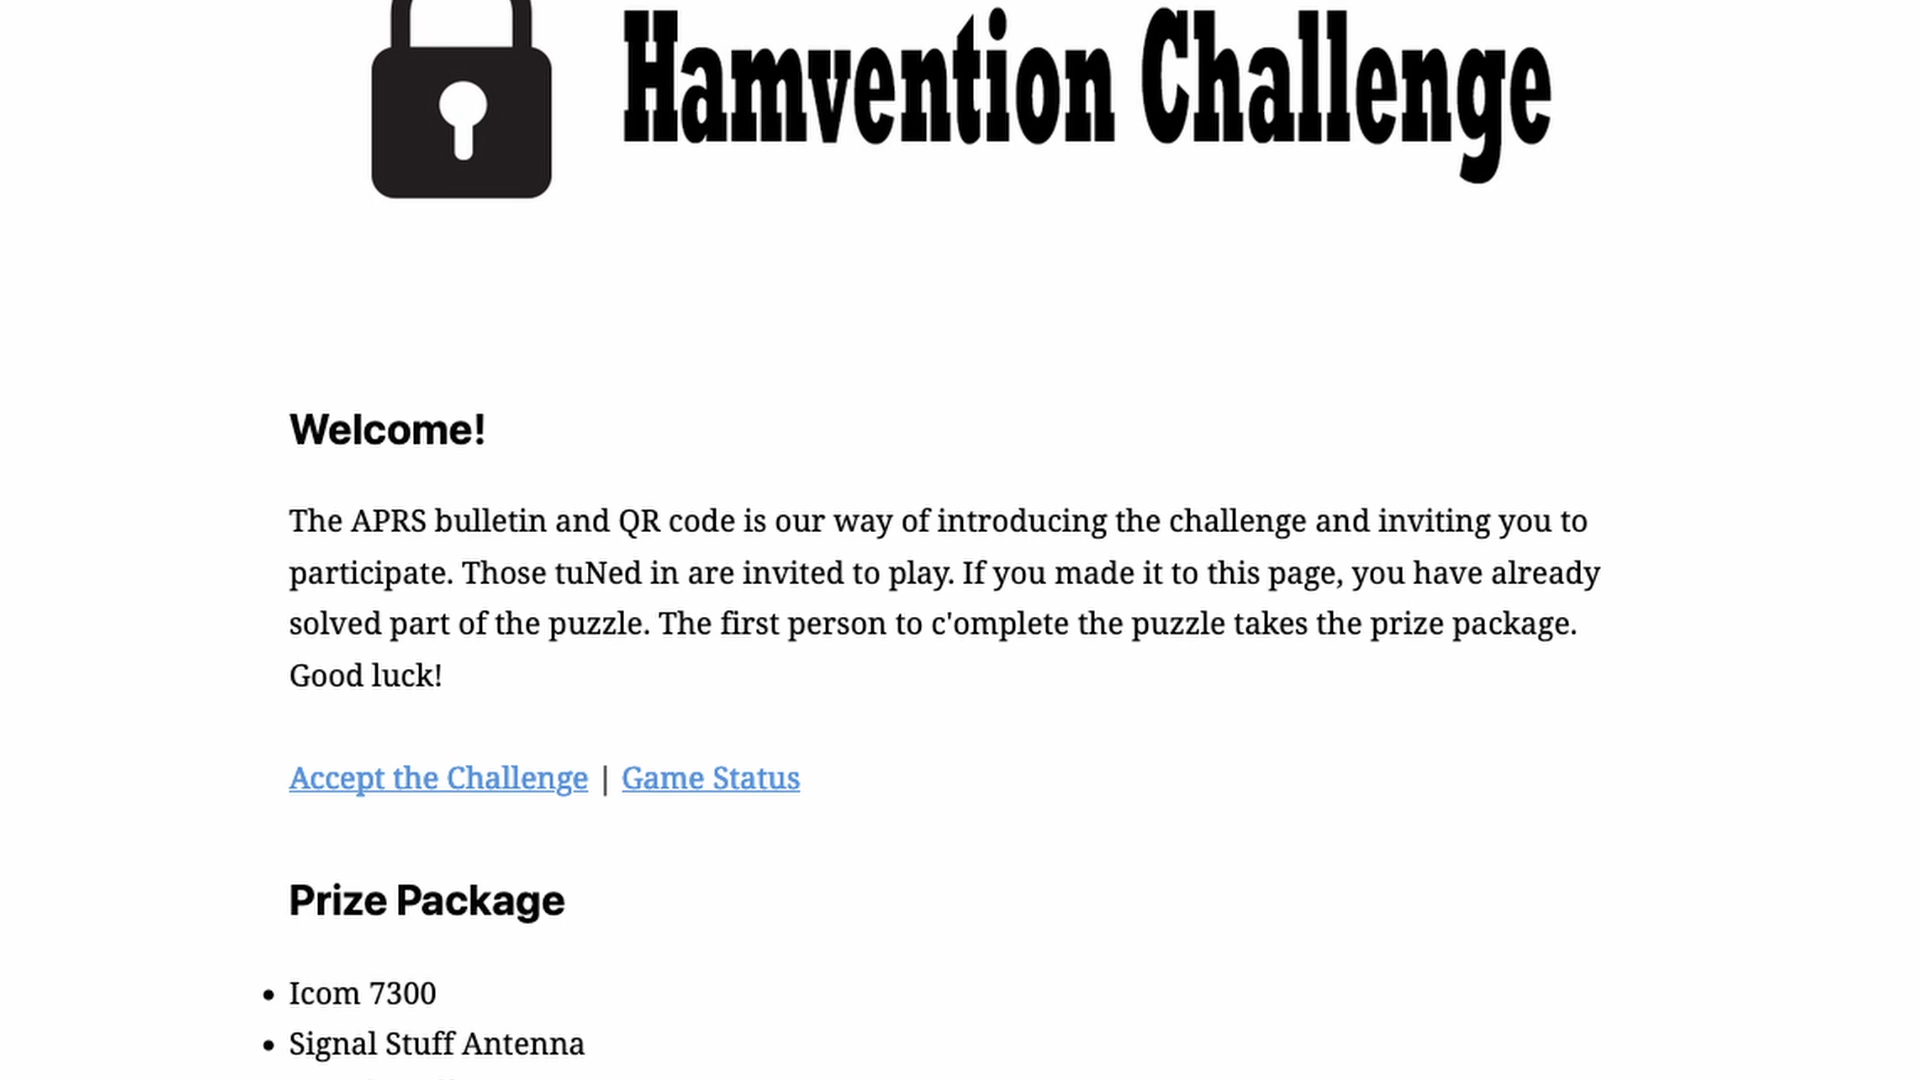 Hamvention Challenge
Welcome!
The APRS bulletin and QR code is our way of introducing the challenge and inviting you to
participate. Those tuNed in are invited to play. If you made it to this page, you have already
solved part of the puzzle. The first person to c'omplete the puzzle takes the prize package.
Good luck!
Accept the Challenge | Game Status
Prize Package
• Icom 7300
• Signal Stuff Antenna